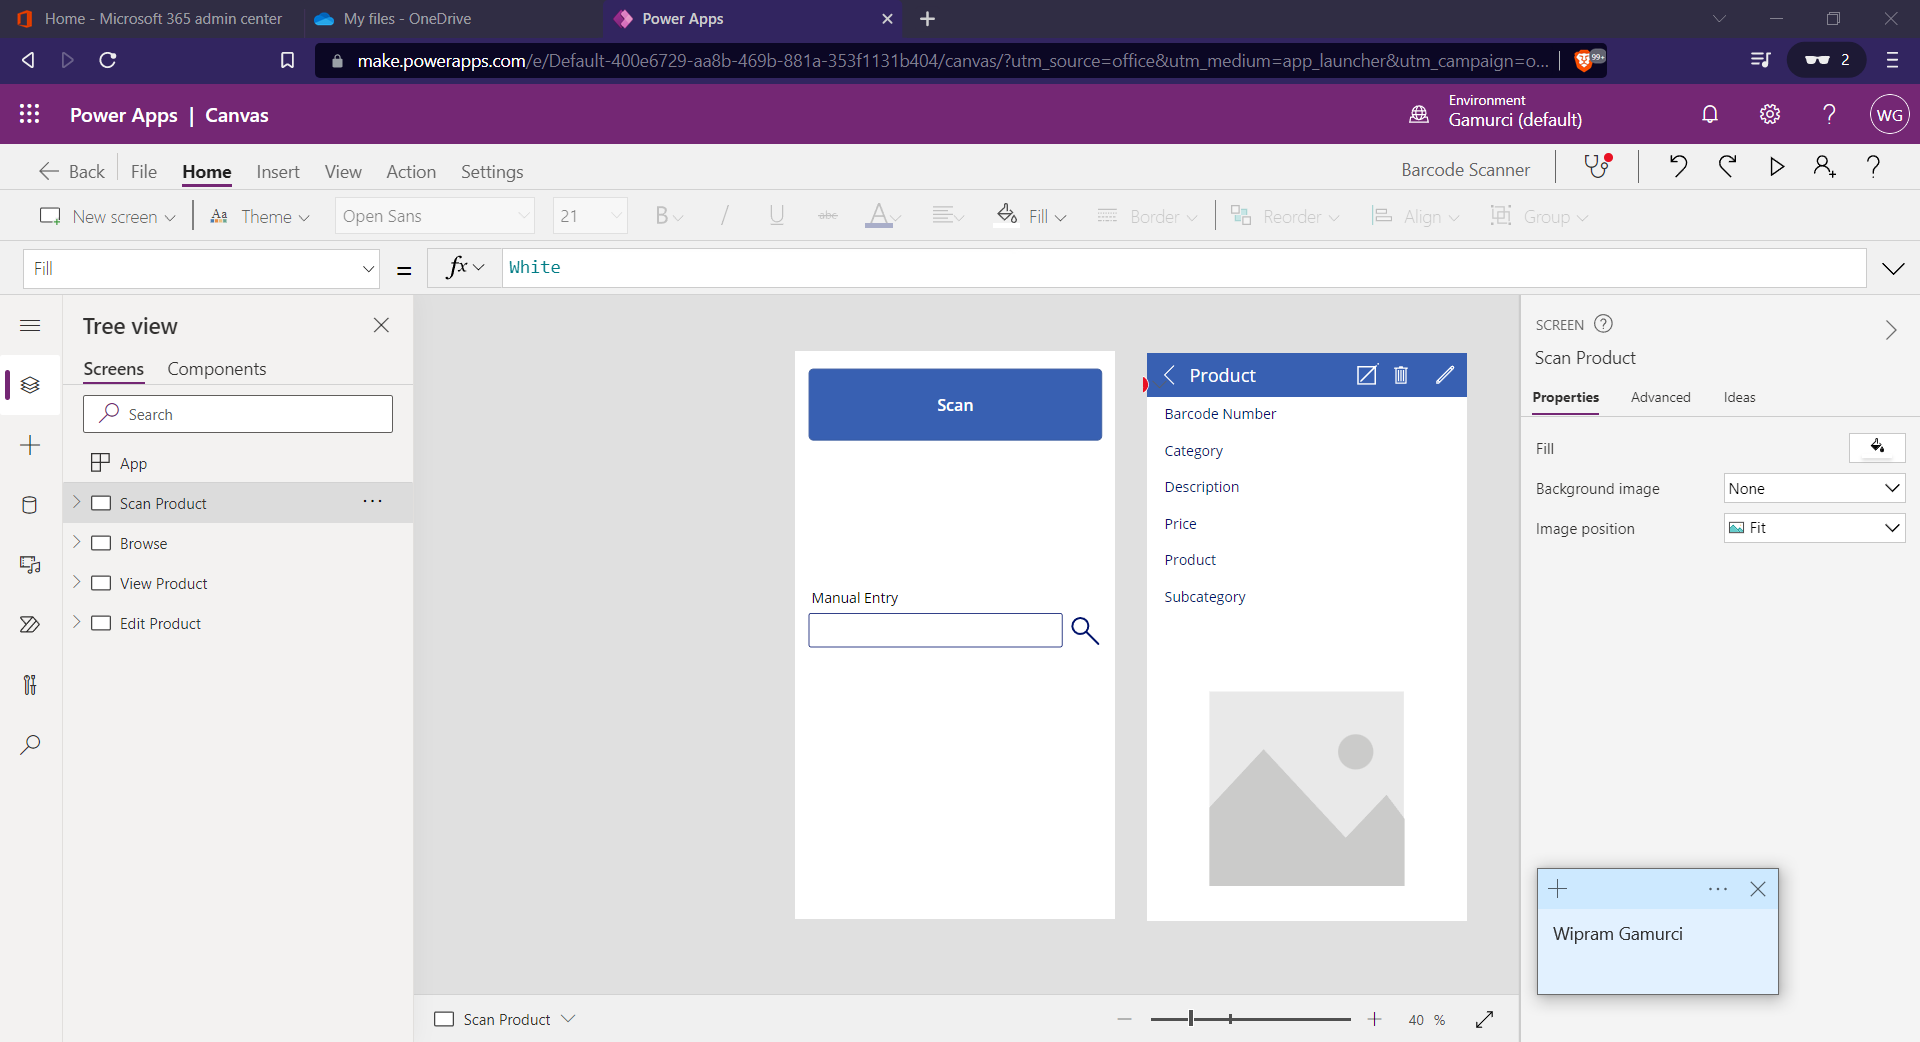 Home - Microsoft 365 admin center
My files - OneDrive
Power Apps
make.powerapps.com/e/Default-400e6729-aa8b-469b-881a-353f1131b404/canvas/?utm_source=office&utm_medium=app_launcher&utm_campaign=o...
99+
2
Power Apps | Canvas
Environment
Gamurci (default)
WG
Back
File
Home
Insert
View
Action
Settings
Barcode Scanner
New screen
Aa
Theme
Open Sans
21
B
/
U
abc
A
Fill
Border
Reorder
Align
Group
Fill
=
fx
White
Tree view
Screens
Components
Search
App
Scan Product
...
Browse
View Product
Edit Product
Scan
Manual Entry
Product
Barcode Number
Category
Description
Price
Product
Subcategory
SCREEN
Scan Product
Properties
Advanced
Ideas
Fill
Background image
None
Image position
Fit
Wipram Gamurci
Scan Product
40 %